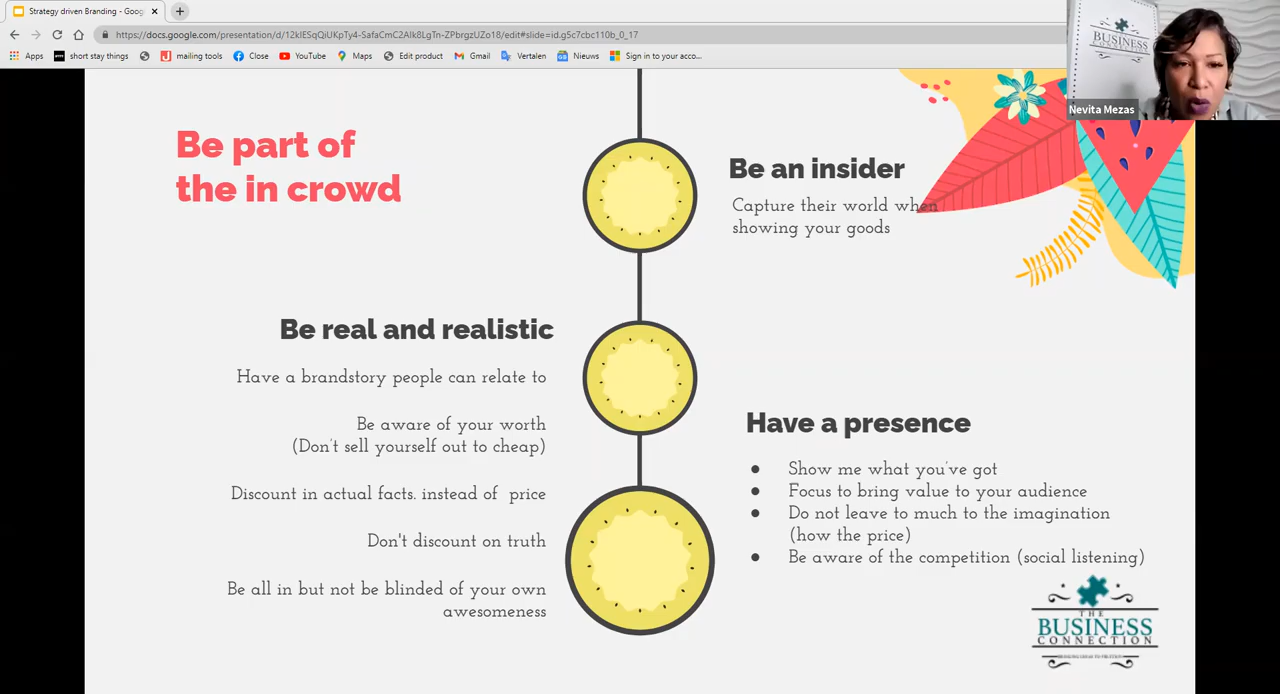 Strategy driven Branding - Goog
https://docs.google.com/presentation/d/12kIESqQiUKpTy4-SafaCmC2AIk8LgTn-ZPbrgzUZo18/edit#slide=id.g5c7cbc110b_0_17
Apps
short stay things
mailing tools
Close
YouTube
Maps
Edit product
Gmail
Vertalen
Nieuws
Sign in to your acco...
BUSINESS
CONNECTION
Nevita Mezas
Be part of
the in crowd
Be an insider
Capture their world when
showing your goods
Be real and realistic
Have a brandstory people can relate to
Be aware of your worth
(Don't sell yourself out to cheap)
Discount in actual facts. instead of price
Don't discount on truth
Be all in but not be blinded of your own
awesomeness
Have a presence
● Show me what you've got
● Focus to bring value to your audience
● Do not leave to much to the imagination
(how the price)
● Be aware of the competition (social listening)
THE
BUSINESS
CONNECTION